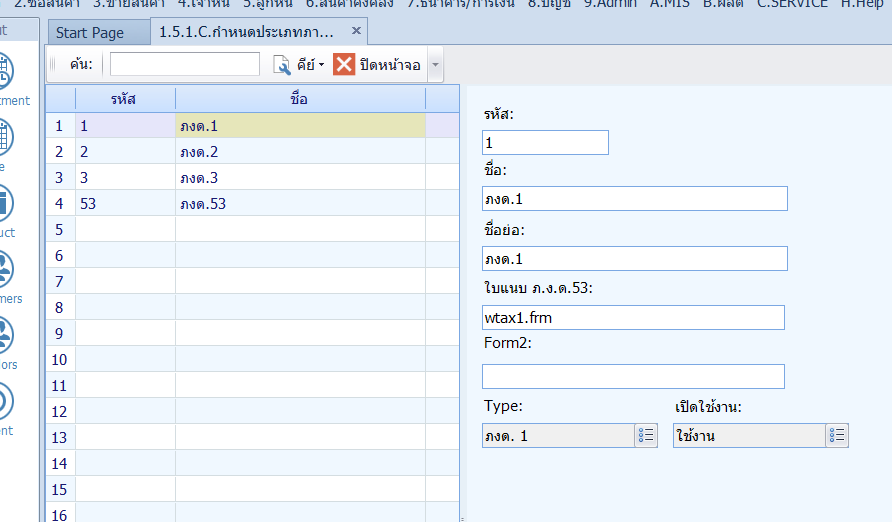 2.ซื้อสินค้า 3.ขายสินค้า 4.เจ้าหนี้ 5.ลูกหนี้ 6.สินค้าคงคลัง 7.ธนาคาร/การเงิน 8.บัญชี 9.Admin A.MIS B.ผลิต C.SERVICE H.Help
Start Page 1.5.1.C.กำหนดประเภทภา...
ค้น: คีย์ ปิดหน้าจอ
รหัส ชื่อ
1 1 ภงด.1
2 2 ภงด.2
3 3 ภงด.3
4 53 ภงด.53
5
6
7
8
9
10
11
12
13
14
15
16
รหัส:
1
ชื่อ:
ภงด.1
ชื่อย่อ:
ภงด.1
ใบแนบ ภ.ง.ด.53:
wtax1.frm
Form2:
Type: เปิดใช้งาน:
ภงด. 1 ใช้งาน